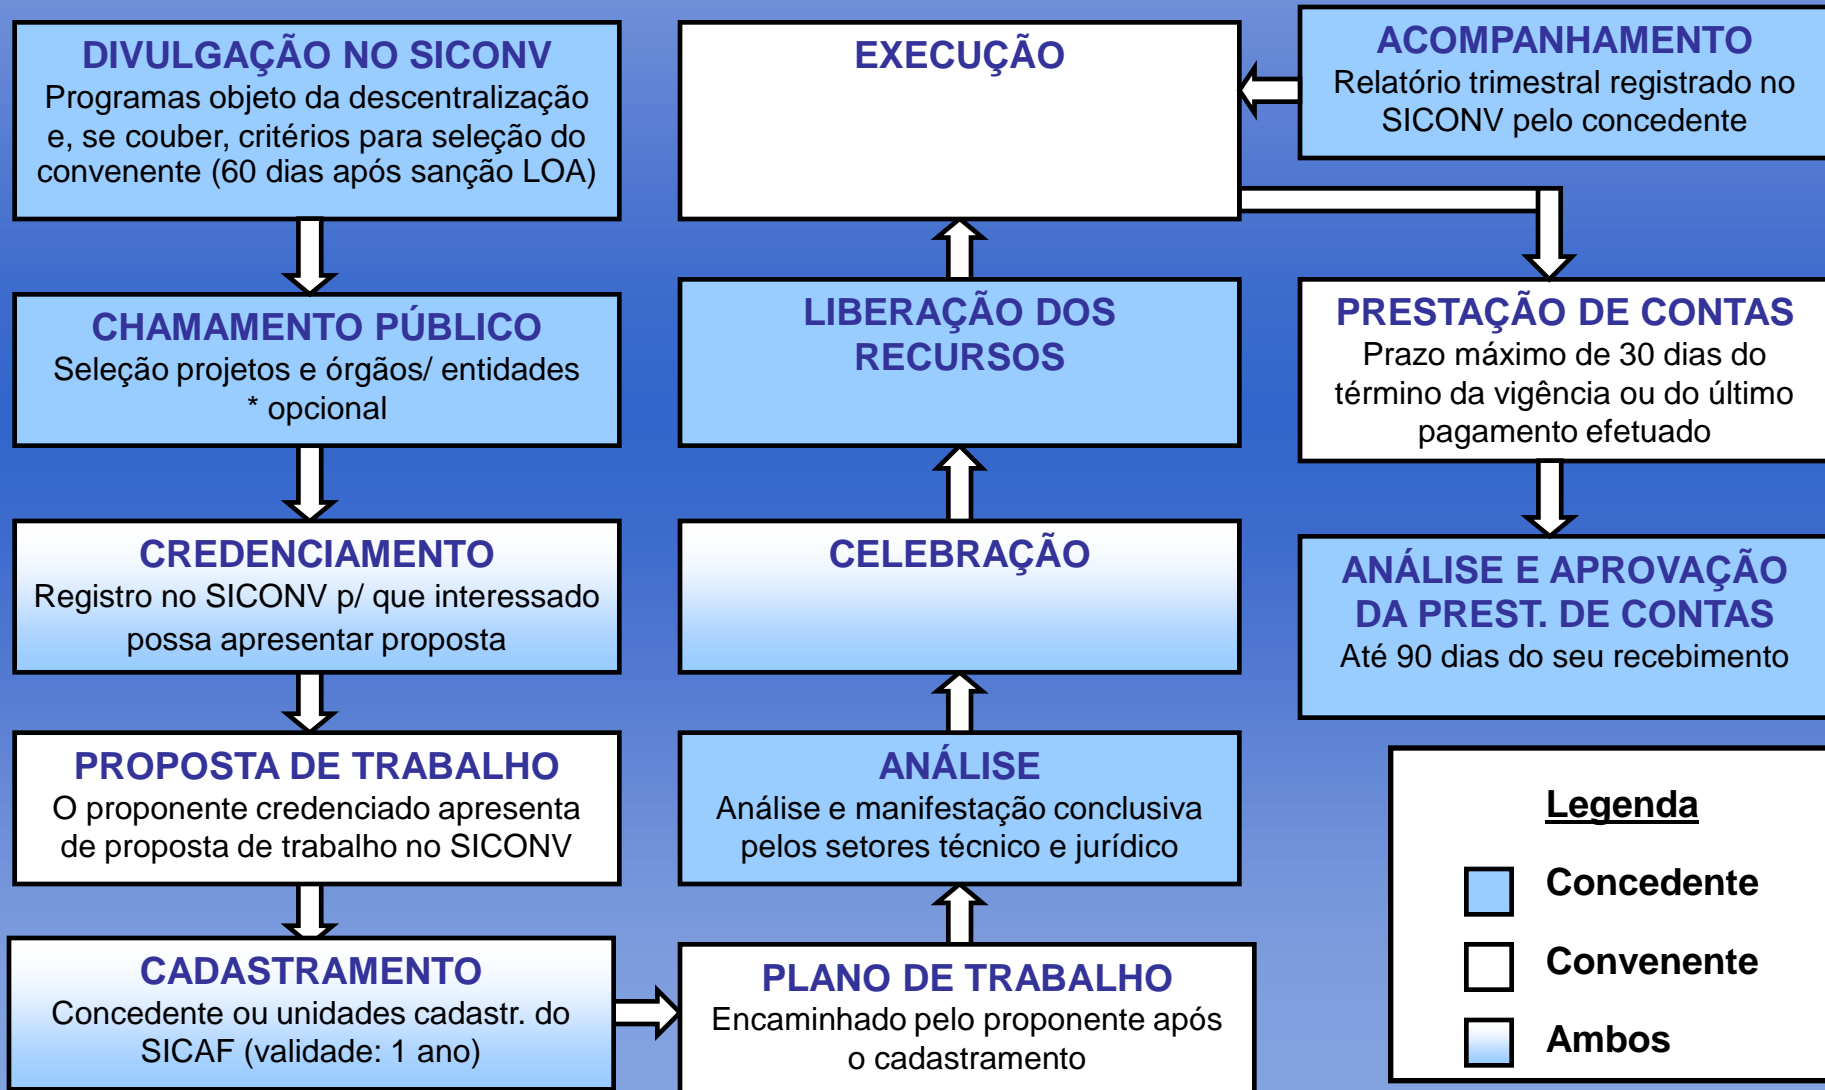 DIVULGAÇÃO NO SICONV
Programas objeto da descentralização
e, se couber, critérios para seleção do
convenente (60 dias após sanção LOA)
CHAMAMENTO PÚBLICO
Seleção projetos e órgãos/ entidades
* opcional
CREDENCIAMENTO
Registro no SICONV p/ que interessado
possa apresentar proposta
PROPOSTA DE TRABALHO
O proponente credenciado apresenta
de proposta de trabalho no SICONV
CADASTRAMENTO
Concedente ou unidades cadastr. do
SICAF (validade: 1 ano)
PLANO DE TRABALHO
Encaminhado pelo proponente após
o cadastramento
ANÁLISE
Análise e manifestação conclusiva
pelos setores técnico e jurídico
CELEBRAÇÃO
LIBERAÇÃO DOS
RECURSOS
EXECUÇÃO
ACOMPANHAMENTO
Relatório trimestral registrado no
SICONV pelo concedente
PRESTAÇÃO DE CONTAS
Prazo máximo de 30 dias do
término da vigência ou do último
pagamento efetuado
ANÁLISE E APROVAÇÃO
DA PREST. DE CONTAS
Até 90 dias do seu recebimento
Legenda
Concedente
Convenente
Ambos